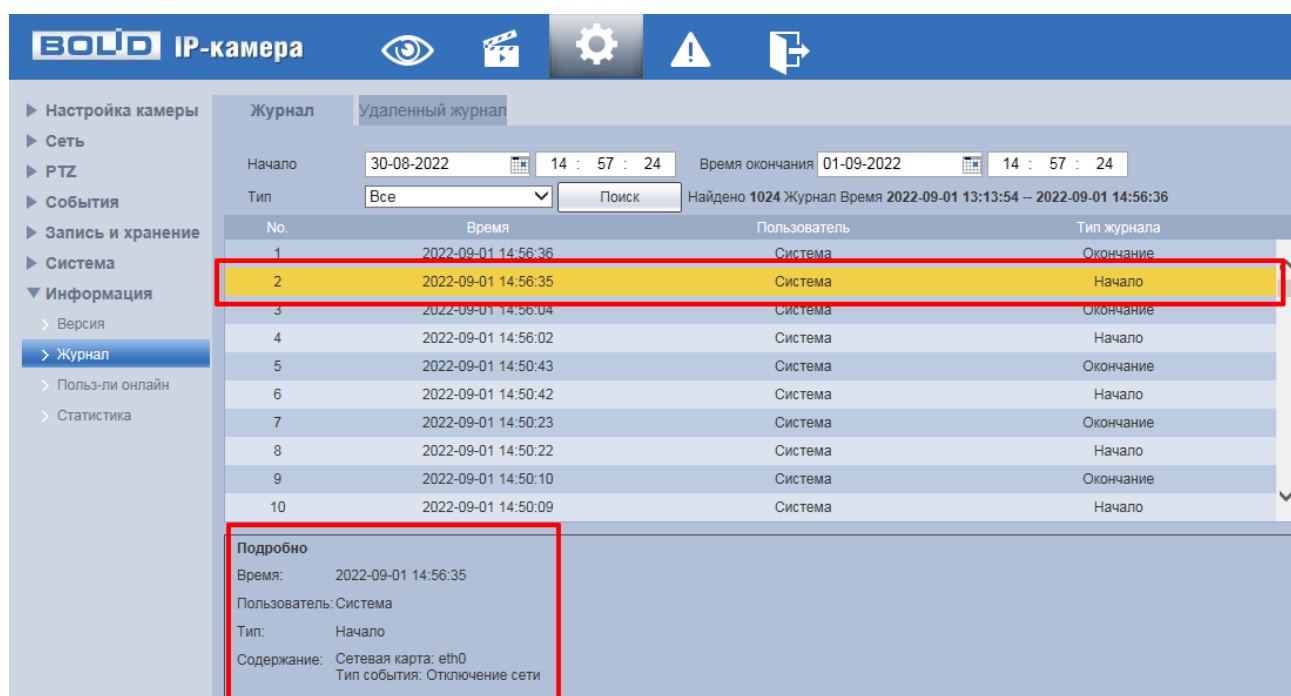 BOLID IP-камера
Настройка камеры
Сеть
PTZ
События
Запись и хранение
Система
Информация
Версия
Журнал
Польз-ли онлайн
Статистика
Журнал Удаленный журнал
Начало 30-08-2022 14 : 57 : 24 Время окончания 01-09-2022 14 : 57 : 24
Тип Все Поиск Найдено 1024 Журнал Время 2022-09-01 13:13:54 -- 2022-09-01 14:56:36
No. Время Пользователь Тип журнала
1 2022-09-01 14:56:36 Система Окончание
2 2022-09-01 14:56:35 Система Начало
3 2022-09-01 14:56:04 Система Окончание
4 2022-09-01 14:56:02 Система Начало
5 2022-09-01 14:50:43 Система Окончание
6 2022-09-01 14:50:42 Система Начало
7 2022-09-01 14:50:23 Система Окончание
8 2022-09-01 14:50:22 Система Начало
9 2022-09-01 14:50:10 Система Окончание
10 2022-09-01 14:50:09 Система Начало
Подробно
Время: 2022-09-01 14:56:35
Пользователь: Система
Тип: Начало
Содержание: Сетевая карта: eth0
Тип события: Отключение сети